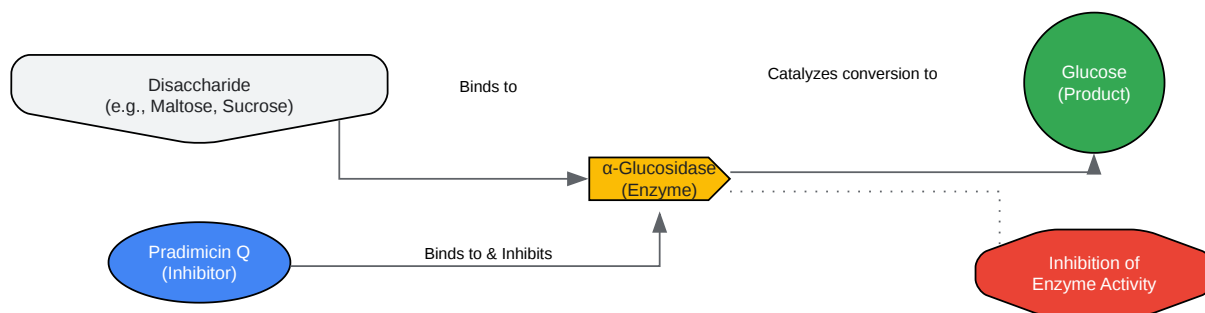 Disaccharide
(e.g., Maltose, Sucrose)
Binds to
Catalyzes conversion to
Glucose
(Product)
α-Glucosidase
(Enzyme)
Pradimicin Q
(Inhibitor)
Binds to & Inhibits
Inhibition of
Enzyme Activity